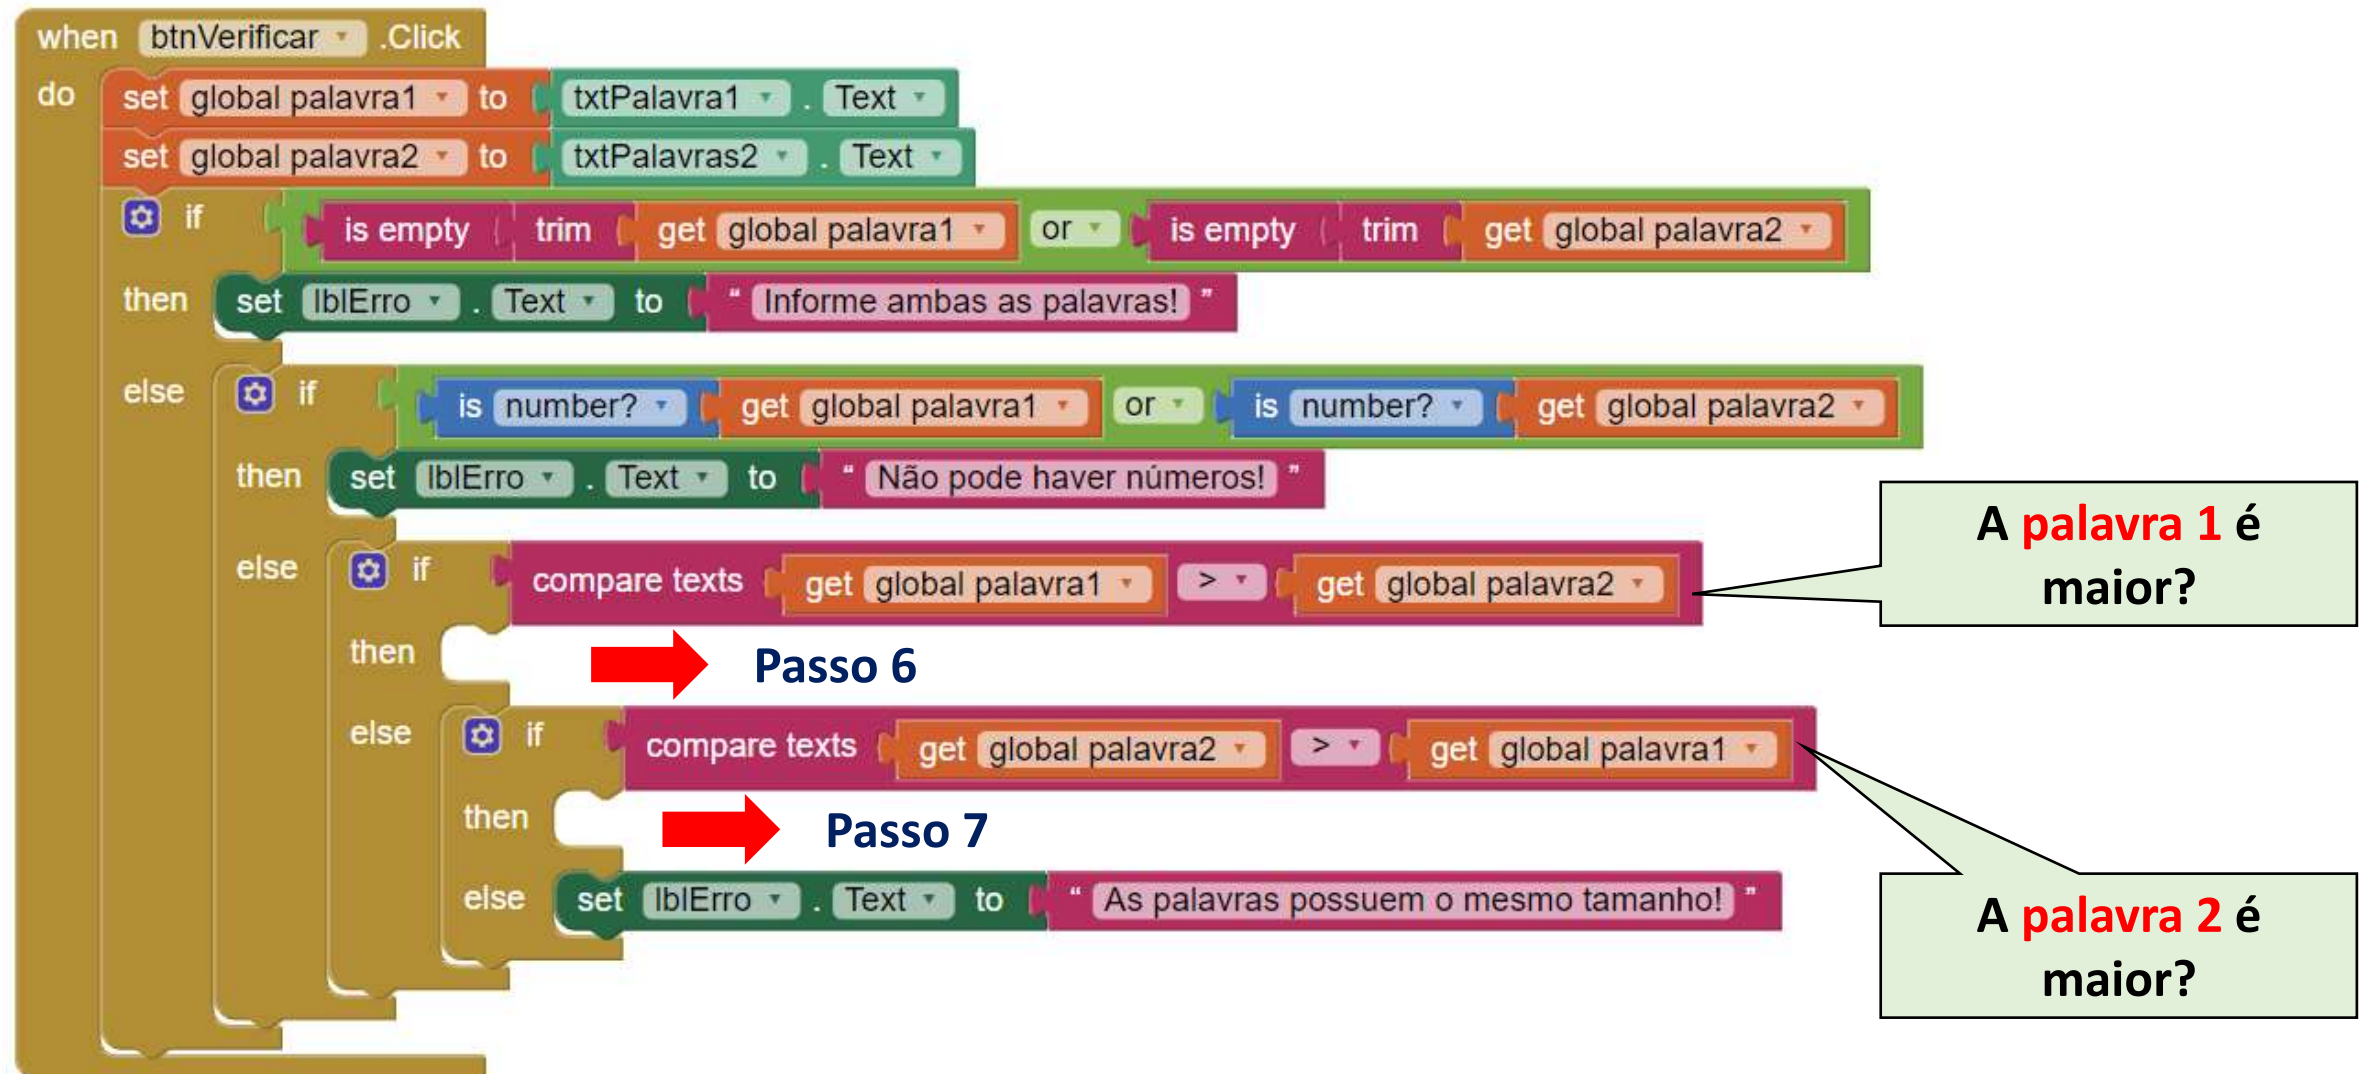 when btnVerificar .Click
do set global palavra1 to txtPalavra1 . Text
set global palavra2 to txtPalavras2 . Text
if is empty trim get global palavra1 or is empty trim get global palavra2
then set lblErro . Text to " Informe ambas as palavras! "
else if is number? get global palavra1 or is number? get global palavra2
then set lblErro . Text to " Não pode haver números! "
A palavra 1 é
maior?
else if compare texts get global palavra1 > get global palavra2
then Passo 6
else if compare texts get global palavra2 > get global palavra1
then Passo 7
else set lblErro . Text to " As palavras possuem o mesmo tamanho! "
A palavra 2 é
maior?